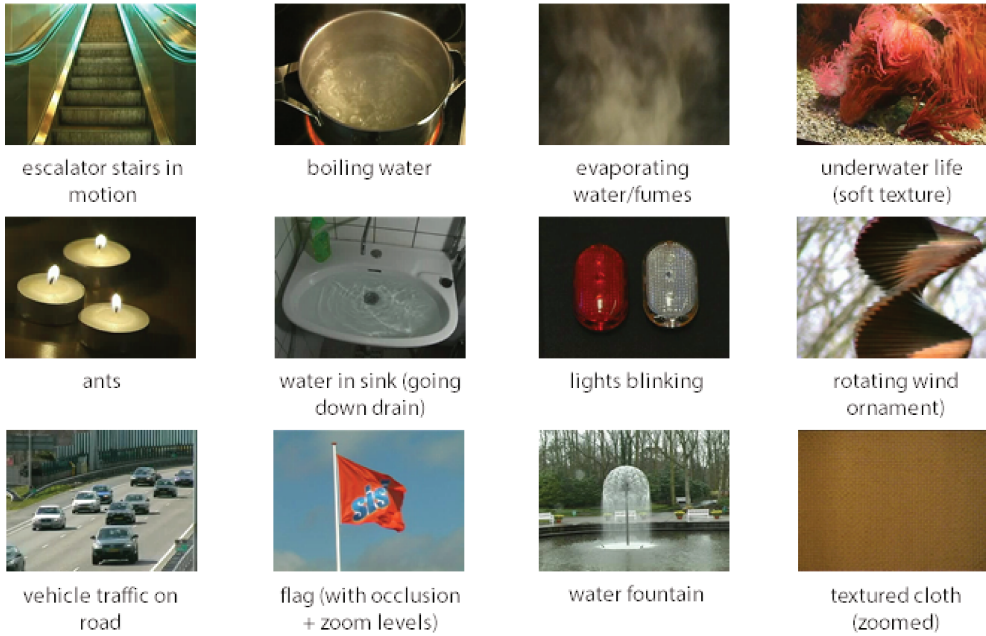 escalator stairs in
motion
boiling water
evaporating
water/fumes
underwater life
(soft texture)
ants
water in sink (going
down drain)
lights blinking
rotating wind
ornament)
sis
vehicle traffic on
road
flag (with occlusion
+ zoom levels)
water fountain
textured cloth
(zoomed)